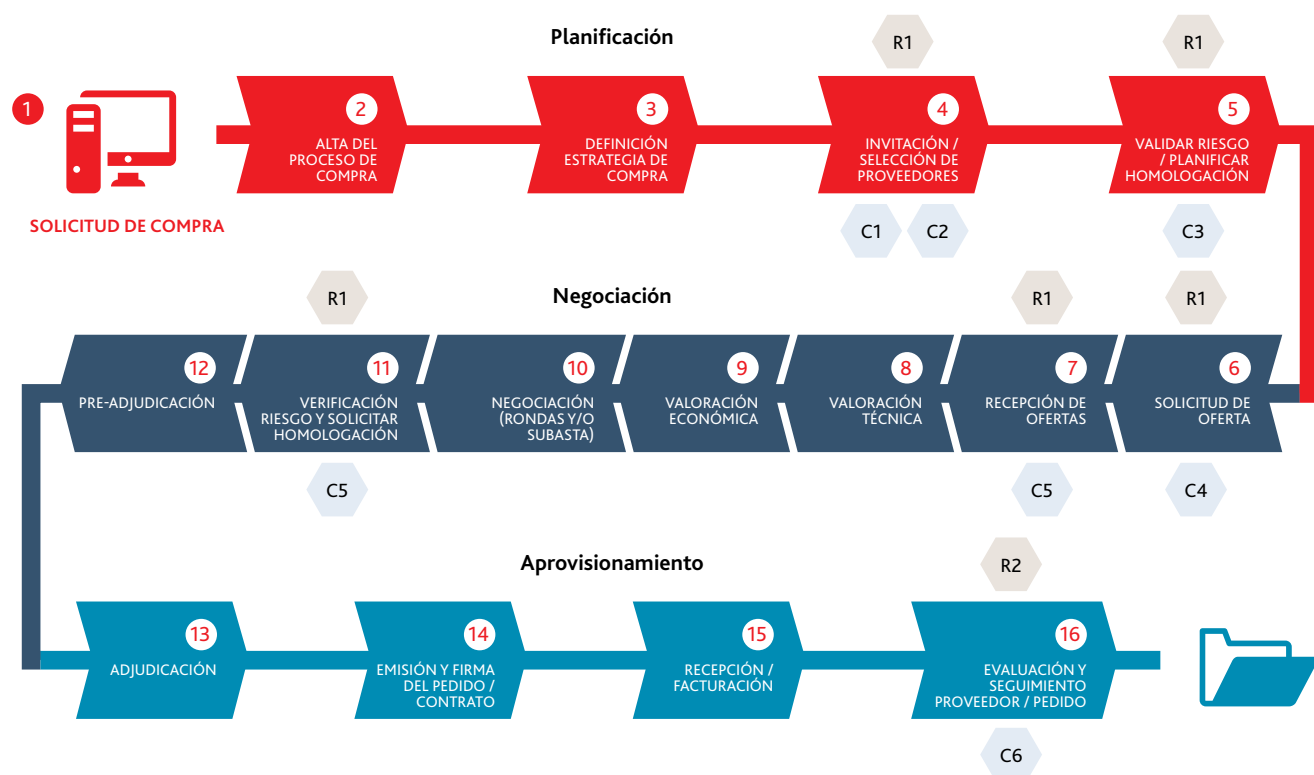 Planificación
R1
R1
1
2
3
4
5
ALTA DEL
PROCESO DE
COMPRA
DEFINICIÓN
ESTRATEGIA DE
COMPRA
INVITACIÓN /
SELECCIÓN DE
PROVEEDORES
VALIDAR RIESGO
/ PLANIFICAR
HOMOLOGACIÓN
SOLICITUD DE COMPRA
C1
C2
C3
Negociación
R1
R1
R1
12
11
10
9
8
7
6
PRE-ADJUDICACIÓN
VERIFICACIÓN
RIESGO Y SOLICITAR
HOMOLOGACIÓN
NEGOCIACIÓN
(RONDAS Y/O
SUBASTA)
VALORACIÓN
ECONÓMICA
VALORACIÓN
TÉCNICA
RECEPCIÓN DE
OFERTAS
SOLICITUD DE
OFERTA
C5
C5
C4
Aprovisionamiento
R2
13
14
15
16
ADJUDICACIÓN
EMISIÓN Y FIRMA
DEL PEDIDO /
CONTRATO
RECEPCIÓN /
FACTURACIÓN
EVALUACIÓN Y
SEGUIMIENTO
PROVEEDOR / PEDIDO
C6